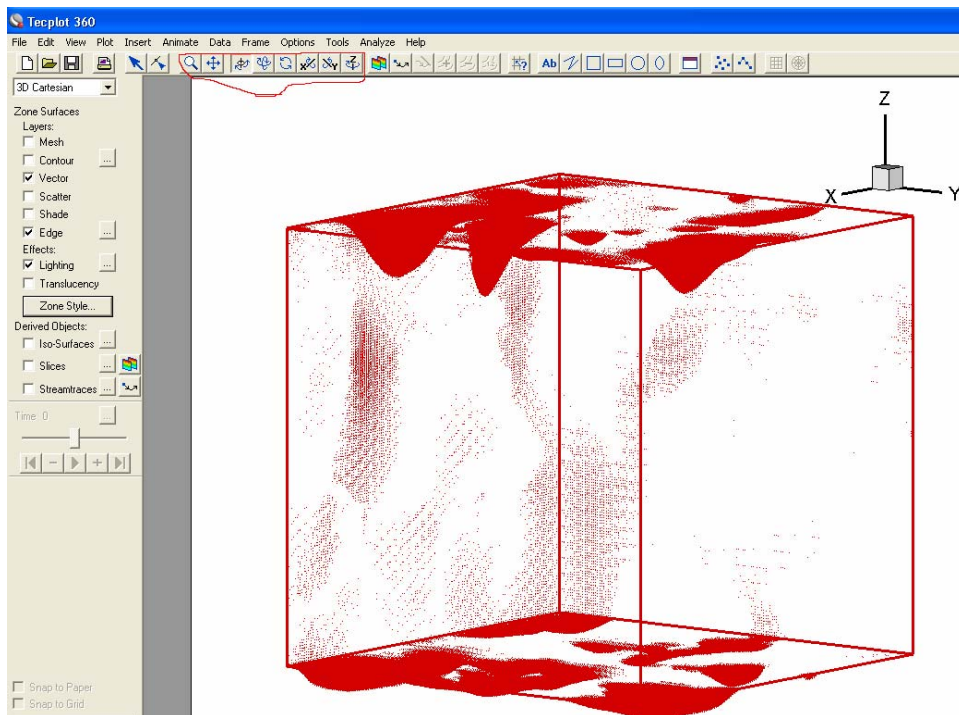 Tecplot 360
File Edit View Plot Insert Animate Data Frame Options Tools Analyze Help
Ab
3D Cartesian
Zone Surfaces
Layers:
Mesh
Contour ...
Vector
Scatter
Shade
Edge ...
Effects:
Lighting ...
Translucency
Zone Style...
Derived Objects:
Iso-Surfaces ...
Slices ...
Streamtraces ...
Time: 0 ...
Snap to Paper
Snap to Grid
Z
X Y